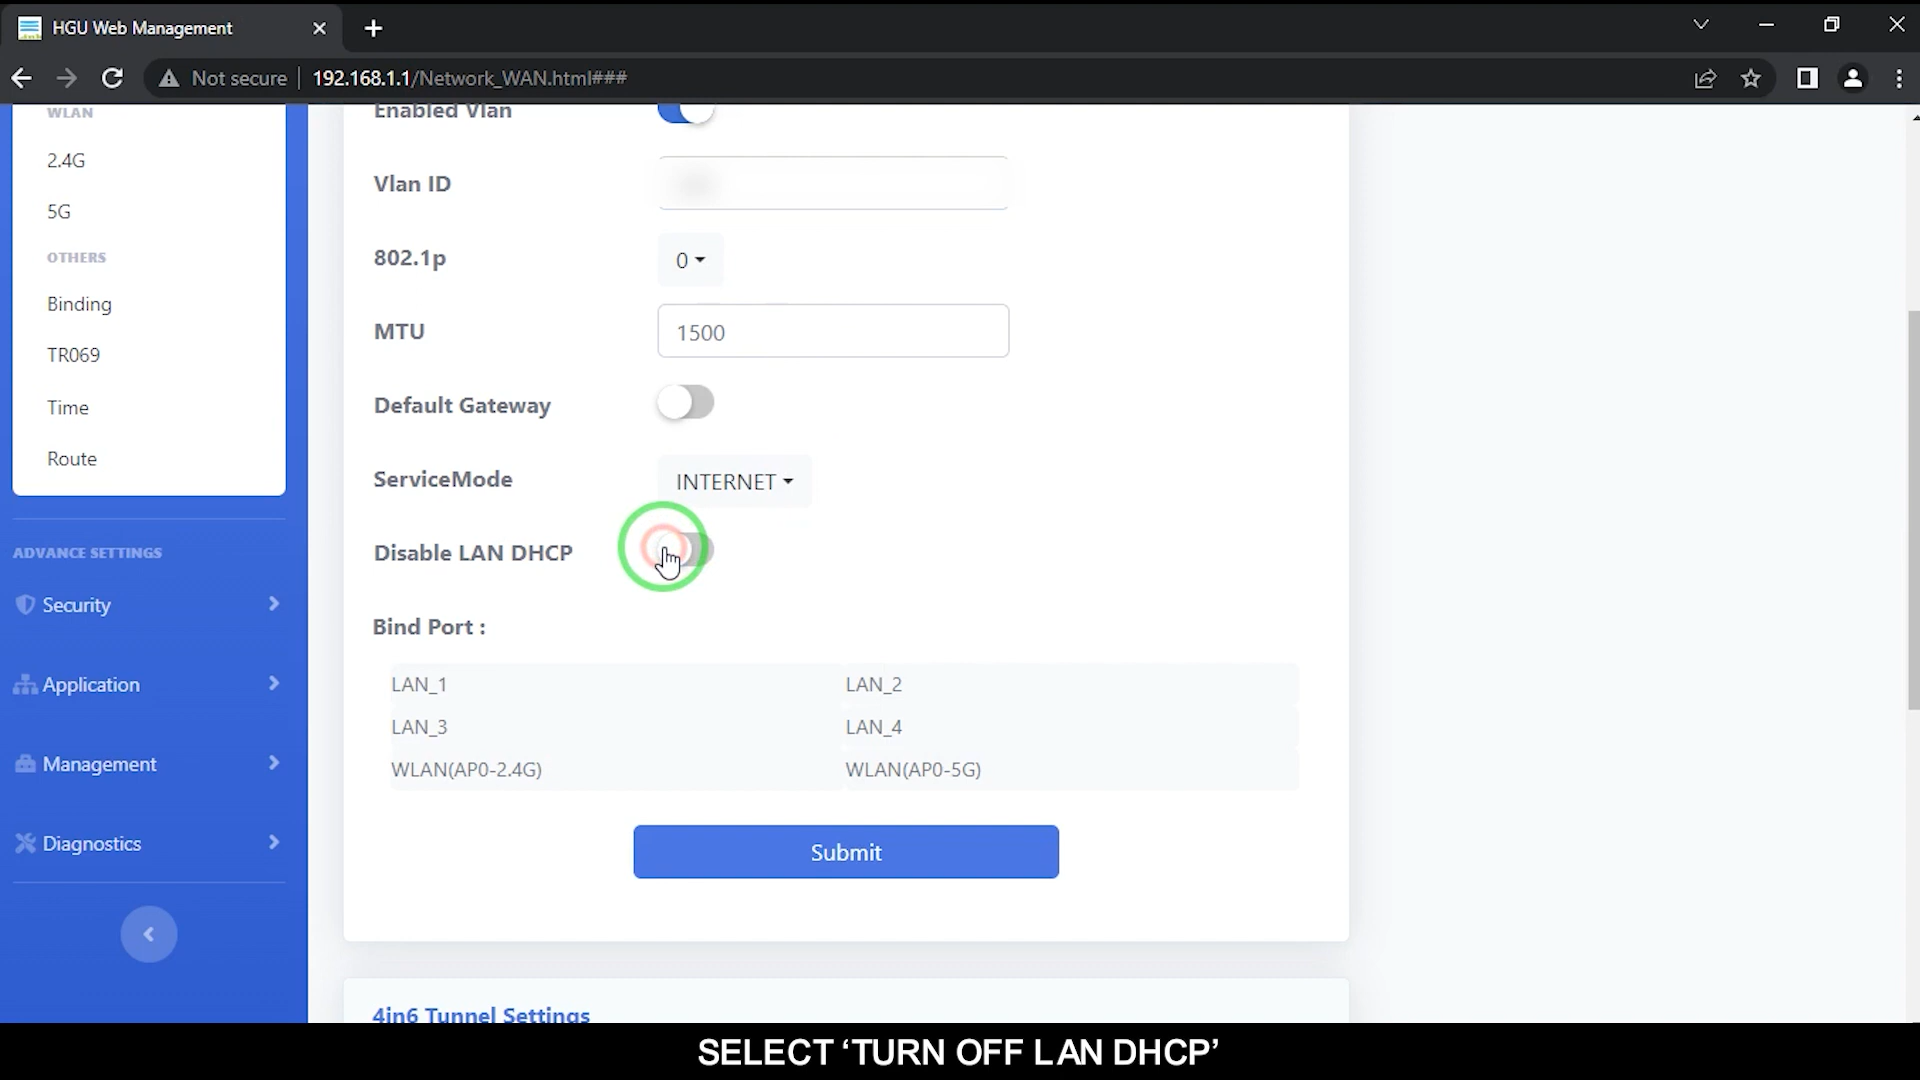 HGU Web Management
Not secure
192.168.1.1/Network_WAN.html###
WLAN
2.4G
5G
OTHERS
Binding
TR069
Time
Route
ADVANCE SETTINGS
Security
Application
Management
Diagnostics
Enabled Vlan
Vlan ID
802.1p
0
MTU
1500
Default Gateway
ServiceMode
INTERNET
Disable LAN DHCP
Bind Port :
LAN_1
LAN_2
LAN_3
LAN_4
WLAN(AP0-2.4G)
WLAN(AP0-5G)
Submit
4in6 Tunnel Settings
SELECT ‘TURN OFF LAN DHCP’